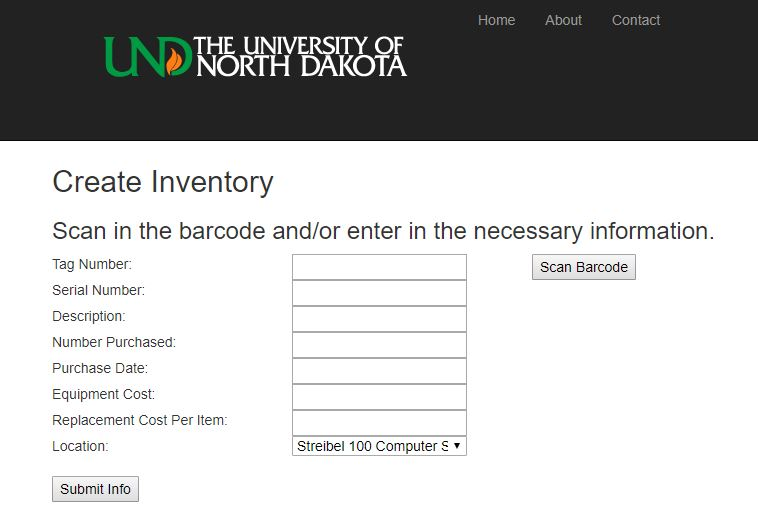 Home About Contact
UND THE UNIVERSITY OF
NORTH DAKOTA
Create Inventory
Scan in the barcode and/or enter in the necessary information.
Tag Number: Scan Barcode
Serial Number:
Description:
Number Purchased:
Purchase Date:
Equipment Cost:
Replacement Cost Per Item:
Location: Streibel 100 Computer S
Submit Info